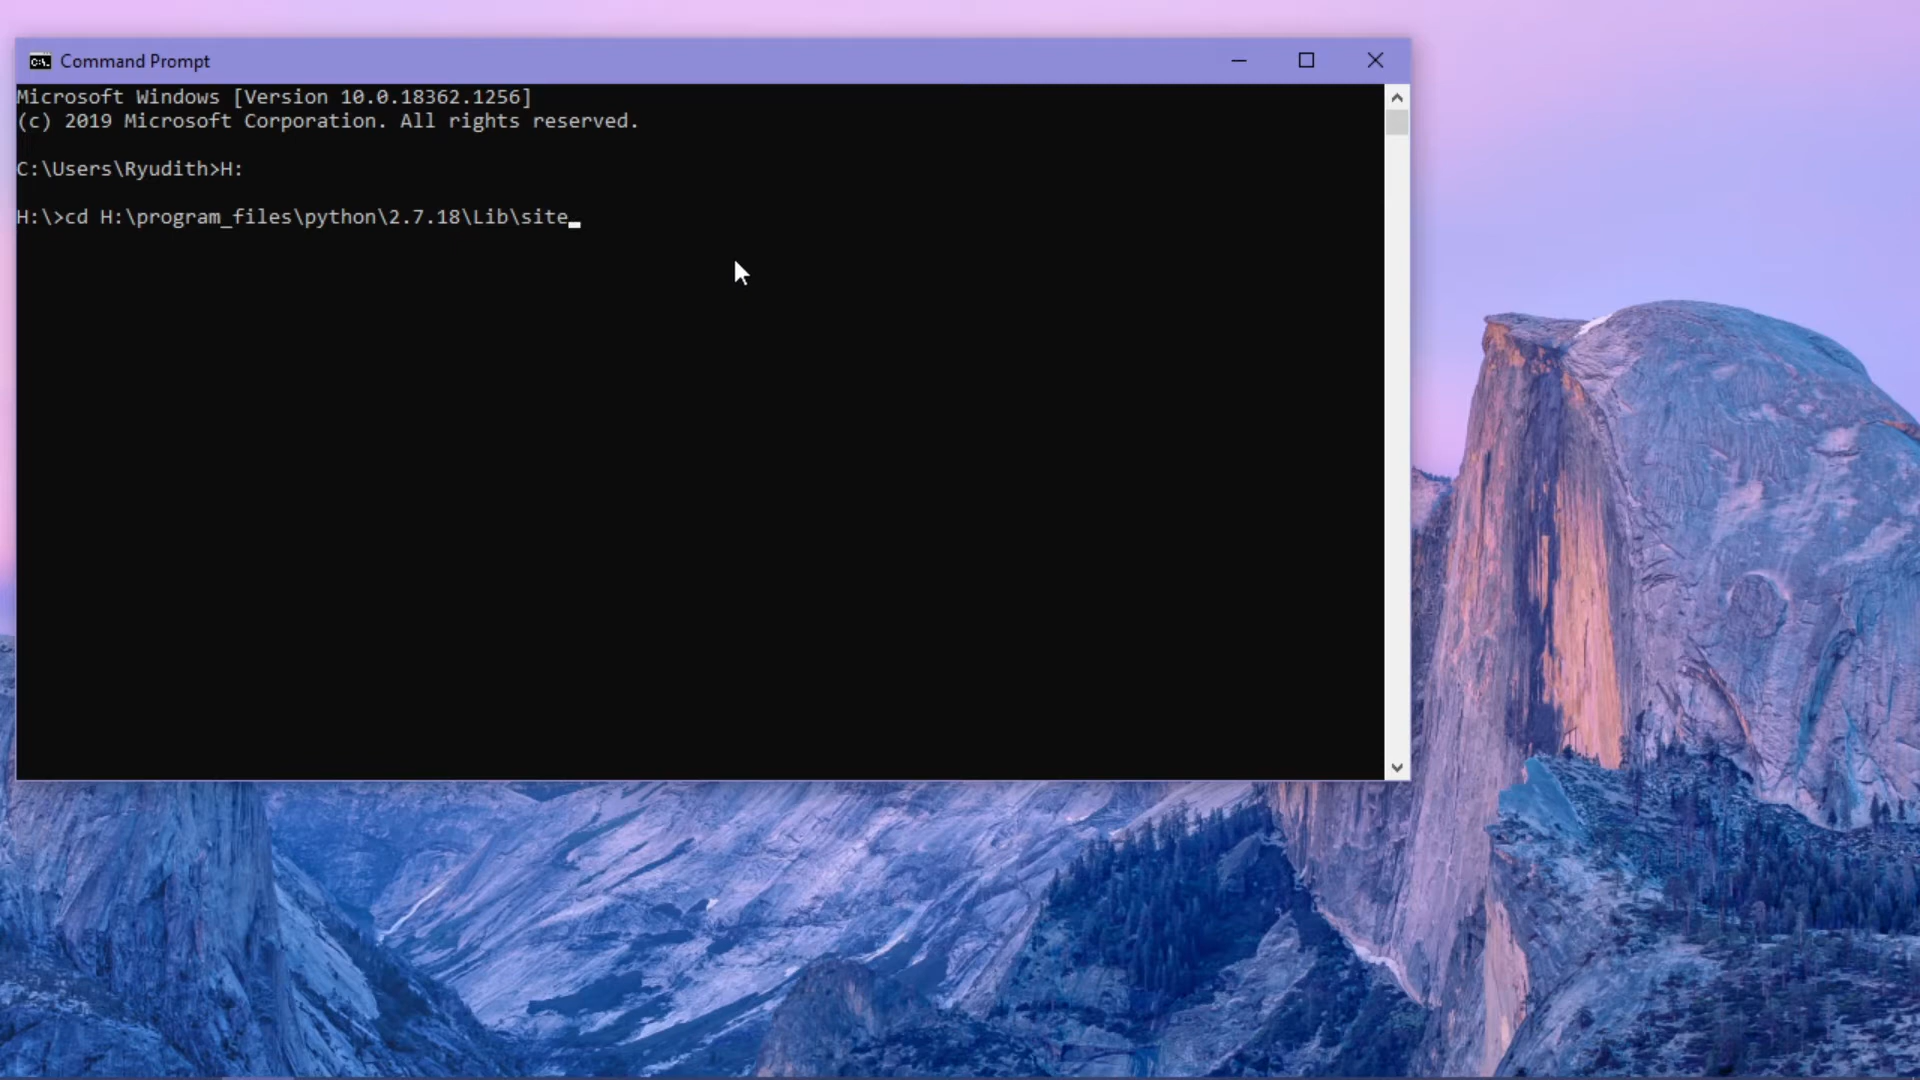 Command Prompt
Microsoft Windows [Version 10.0.18362.1256]
(c) 2019 Microsoft Corporation. All rights reserved.
C:\Users\Ryudith>H:
H:\>cd H:\program_files\python\2.7.18\Lib\site